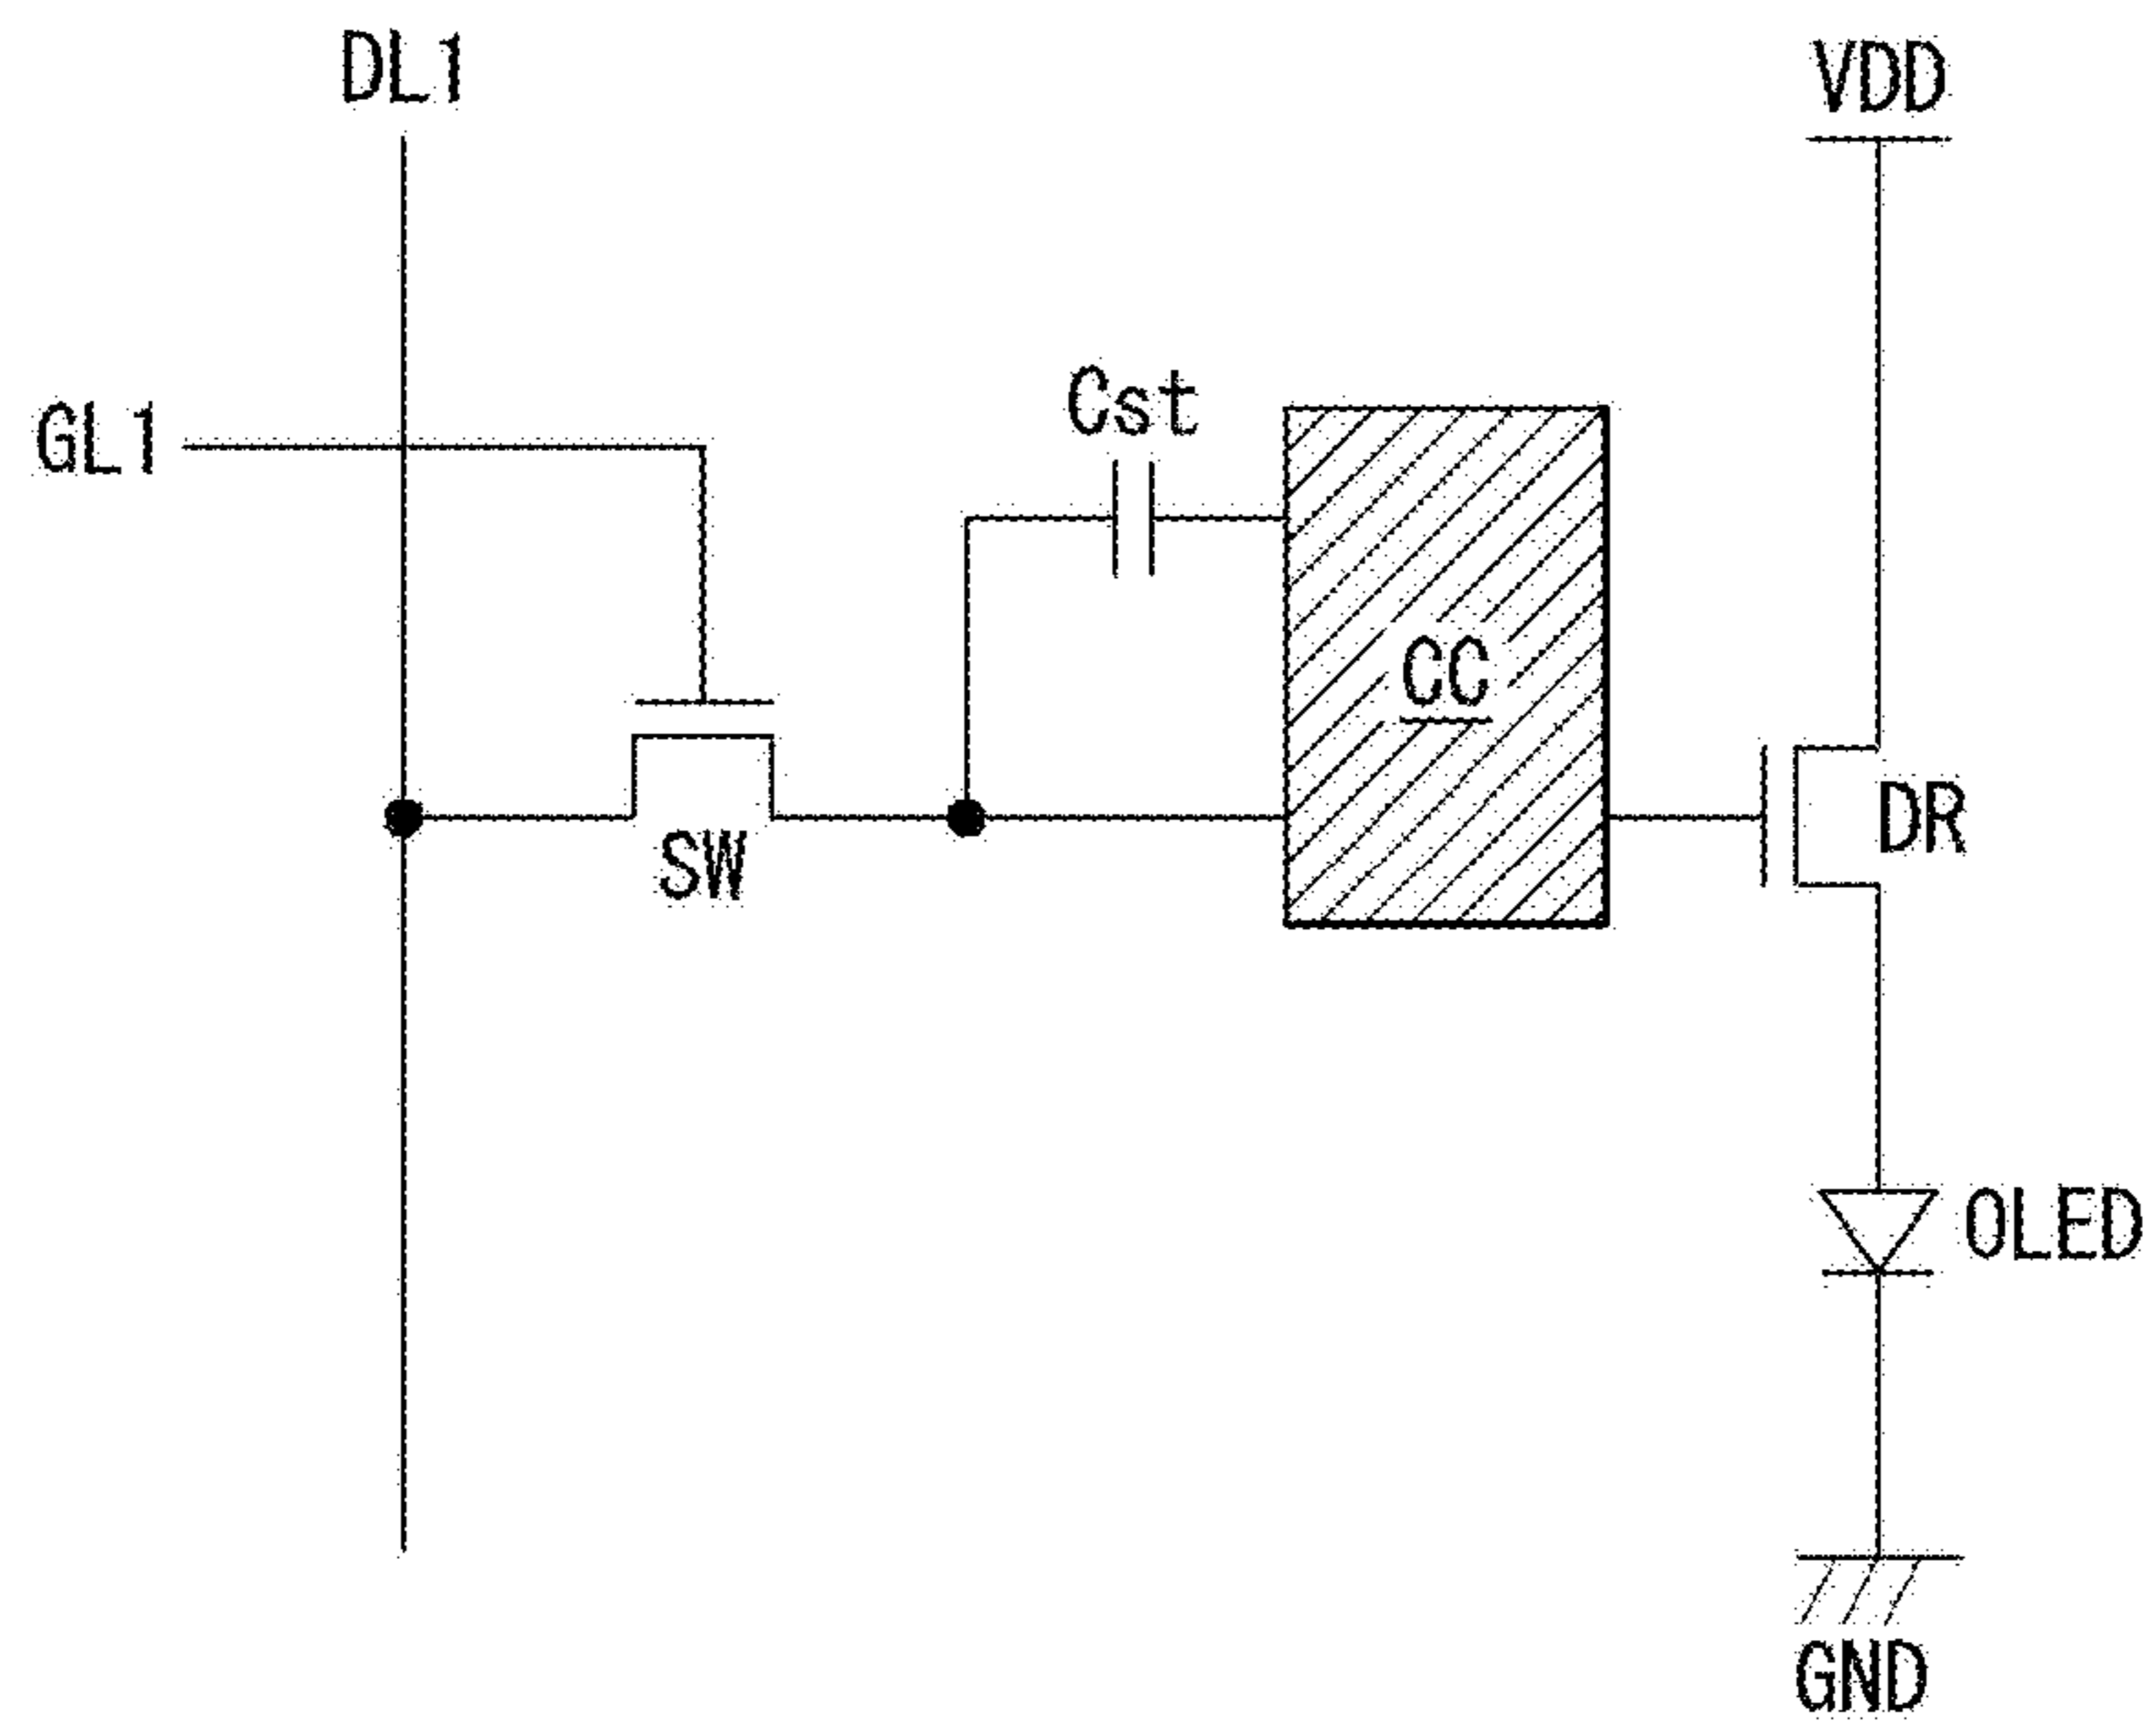 DL1
VDD
GL1
Cst
CC
DR
SW
OLED
GND